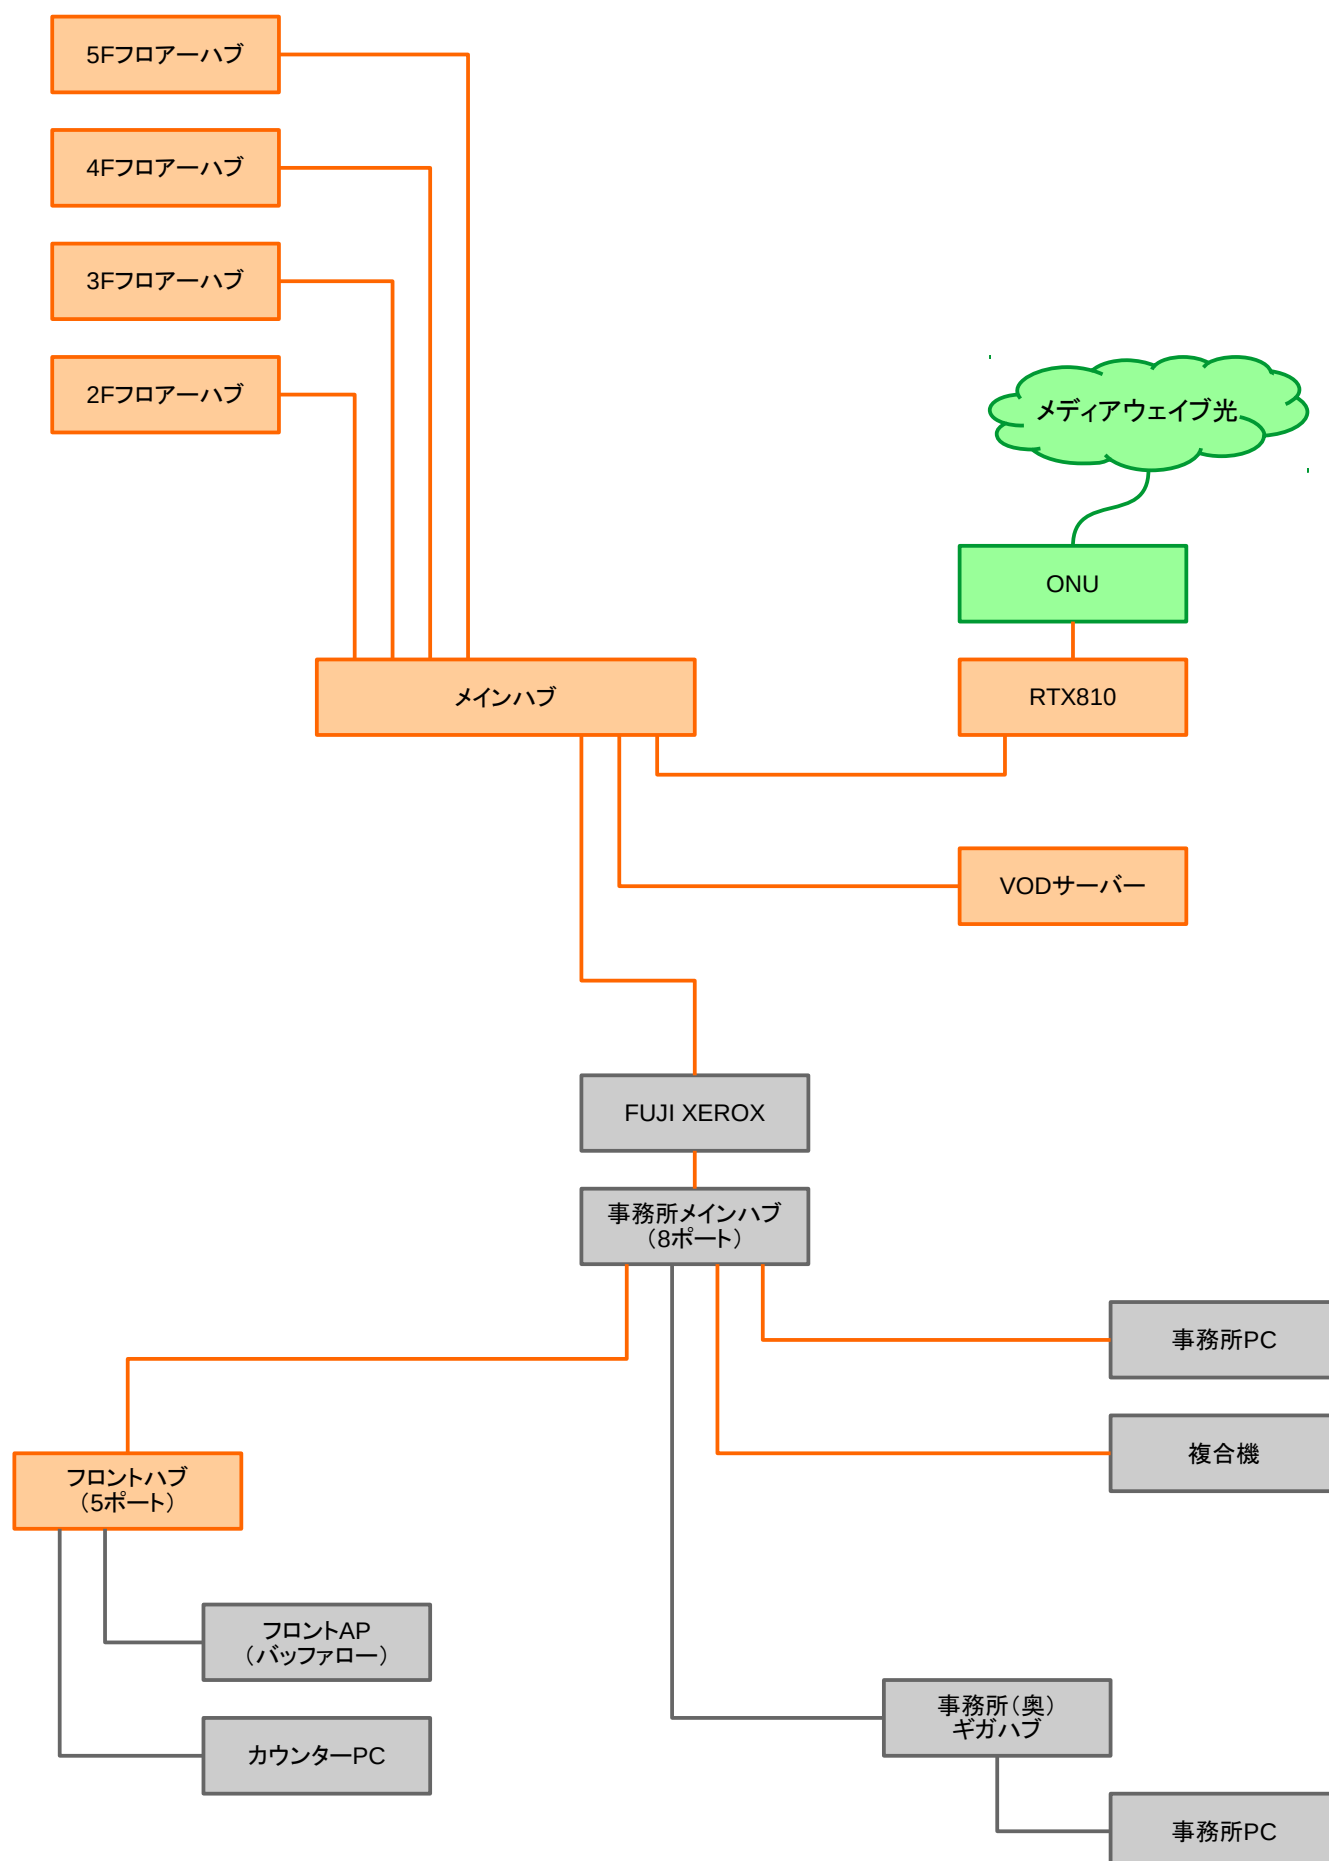 5Fフロアーハブ
4Fフロアーハブ
3Fフロアーハブ
2Fフロアーハブ
メディアウェイブ光
ONU
メインハブ
RTX810
VODサーバー
FUJI XEROX
事務所メインハブ
（8ポート）
事務所PC
複合機
フロントハブ
（5ポート）
フロントAP
（バッファロー）
事務所（奥）
ギガハブ
カウンターPC
事務所PC